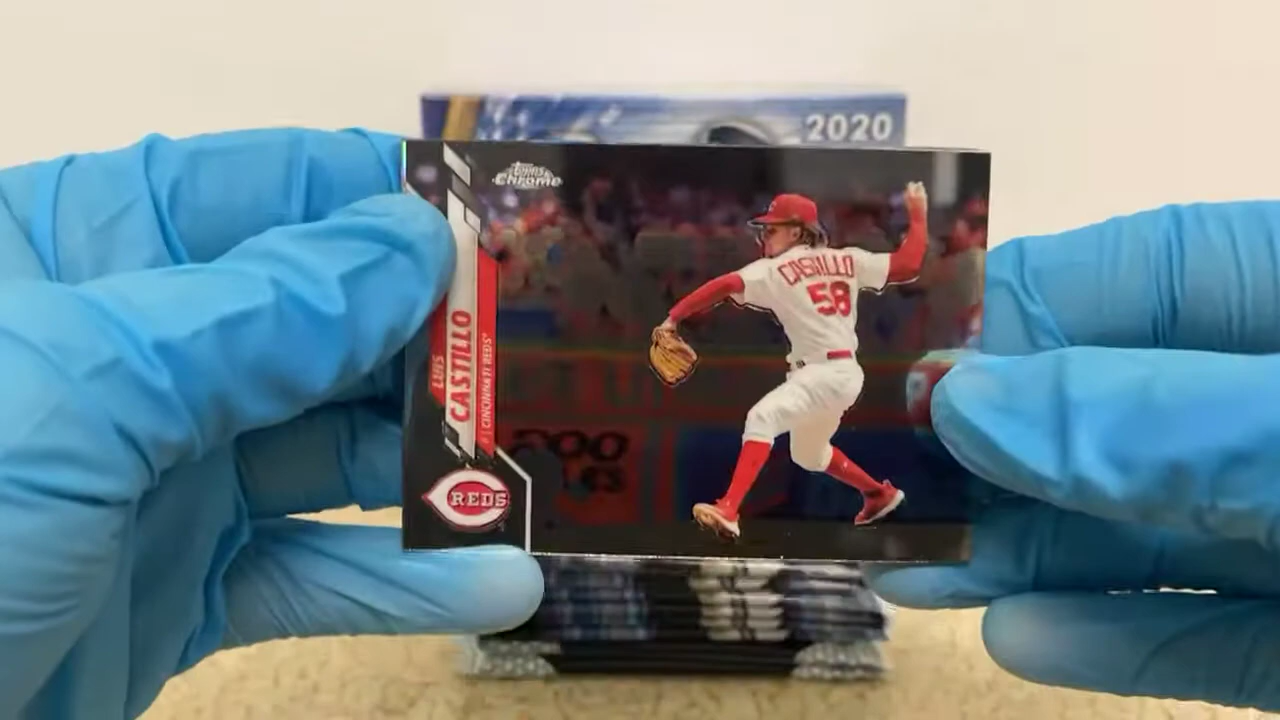 2020
Topps
Chrome
CASTILLO
58
LUIS
CASTILLO
CINCINNATI REDS
REDS